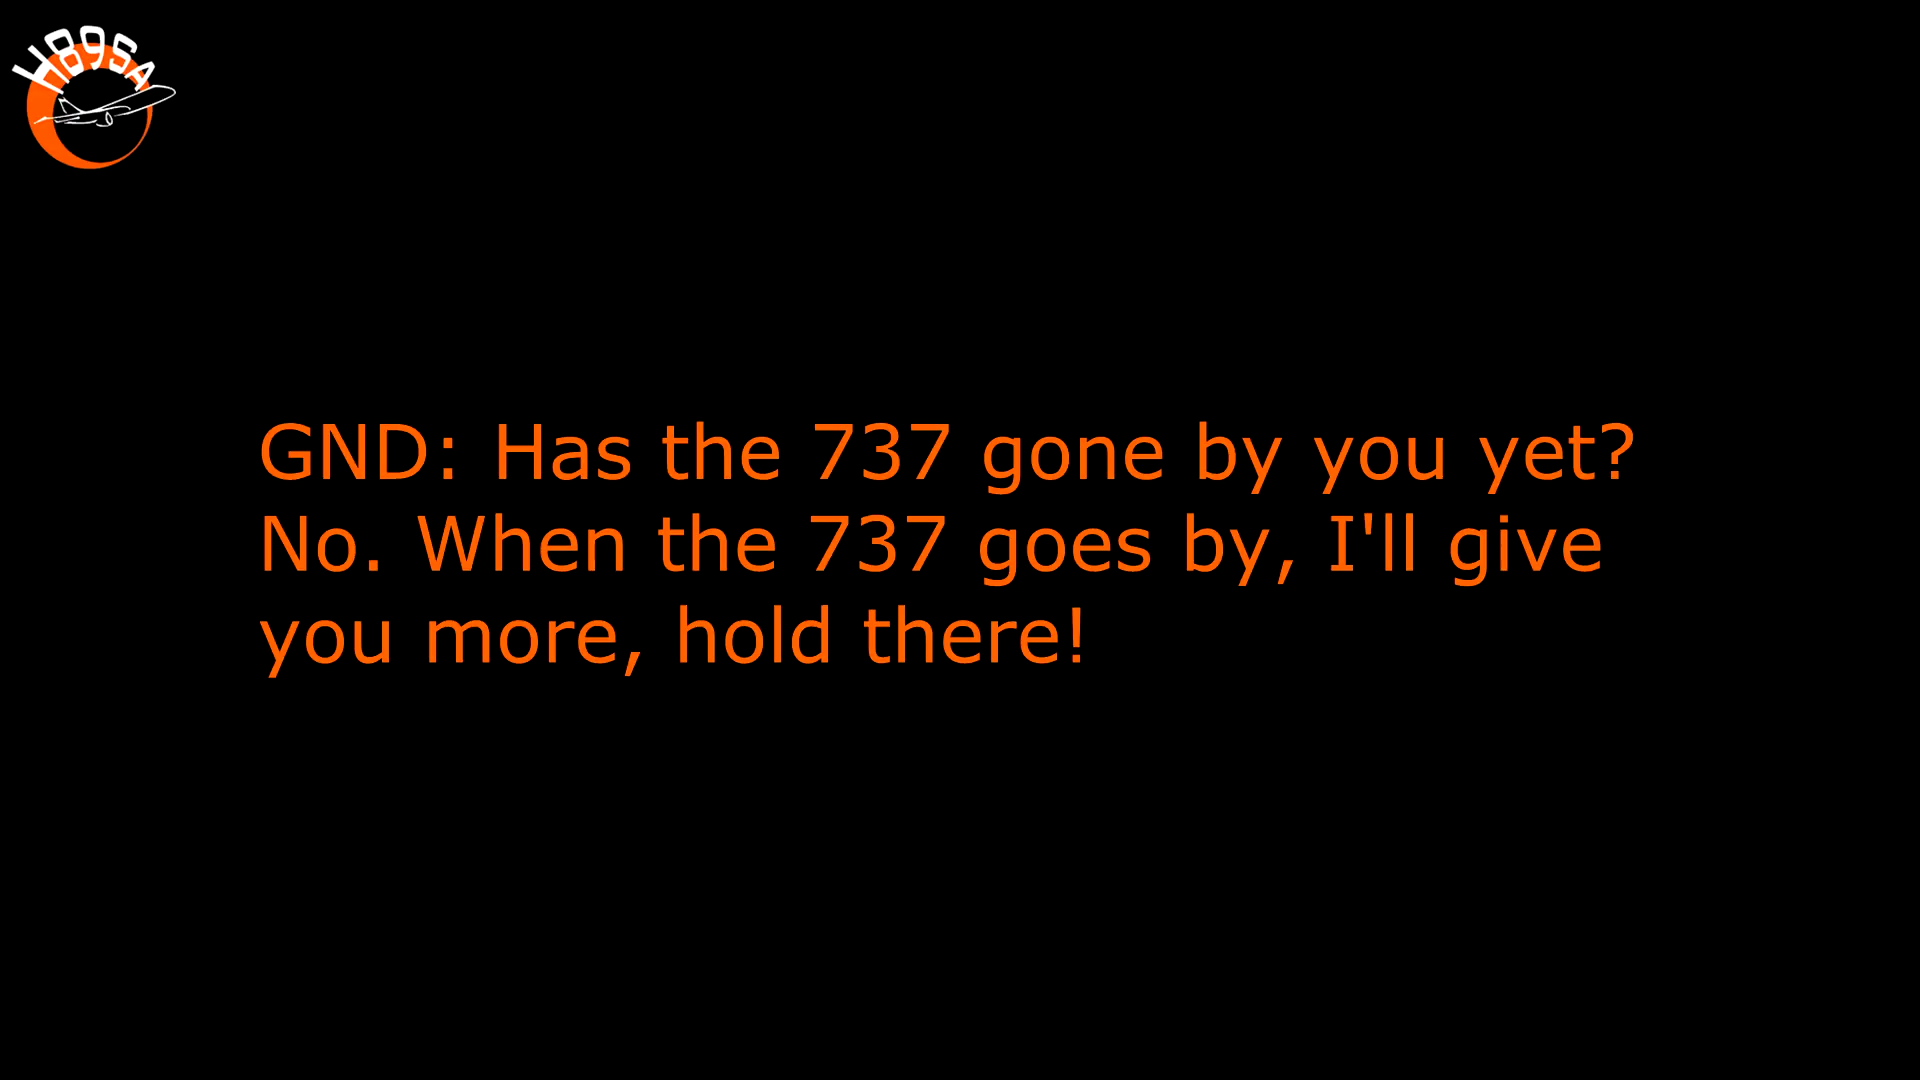 H89SA
GND: Has the 737 gone by you yet?
No. When the 737 goes by, I'll give
you more, hold there!